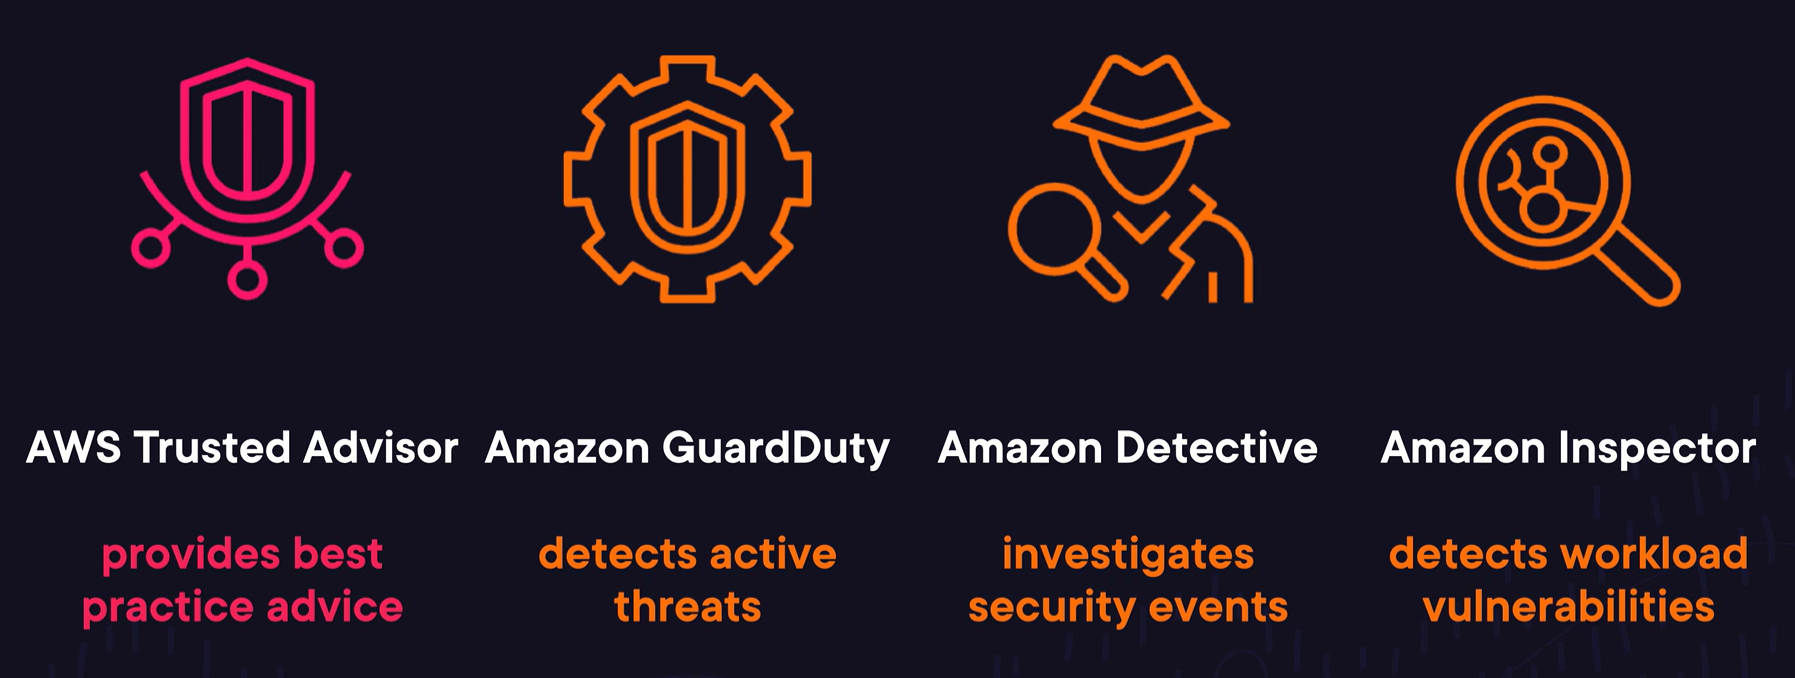 AWS Trusted Advisor
provides best
practice advice
Amazon GuardDuty
detects active
threats
Amazon Detective
investigates
security events
Amazon Inspector
detects workload
vulnerabilities